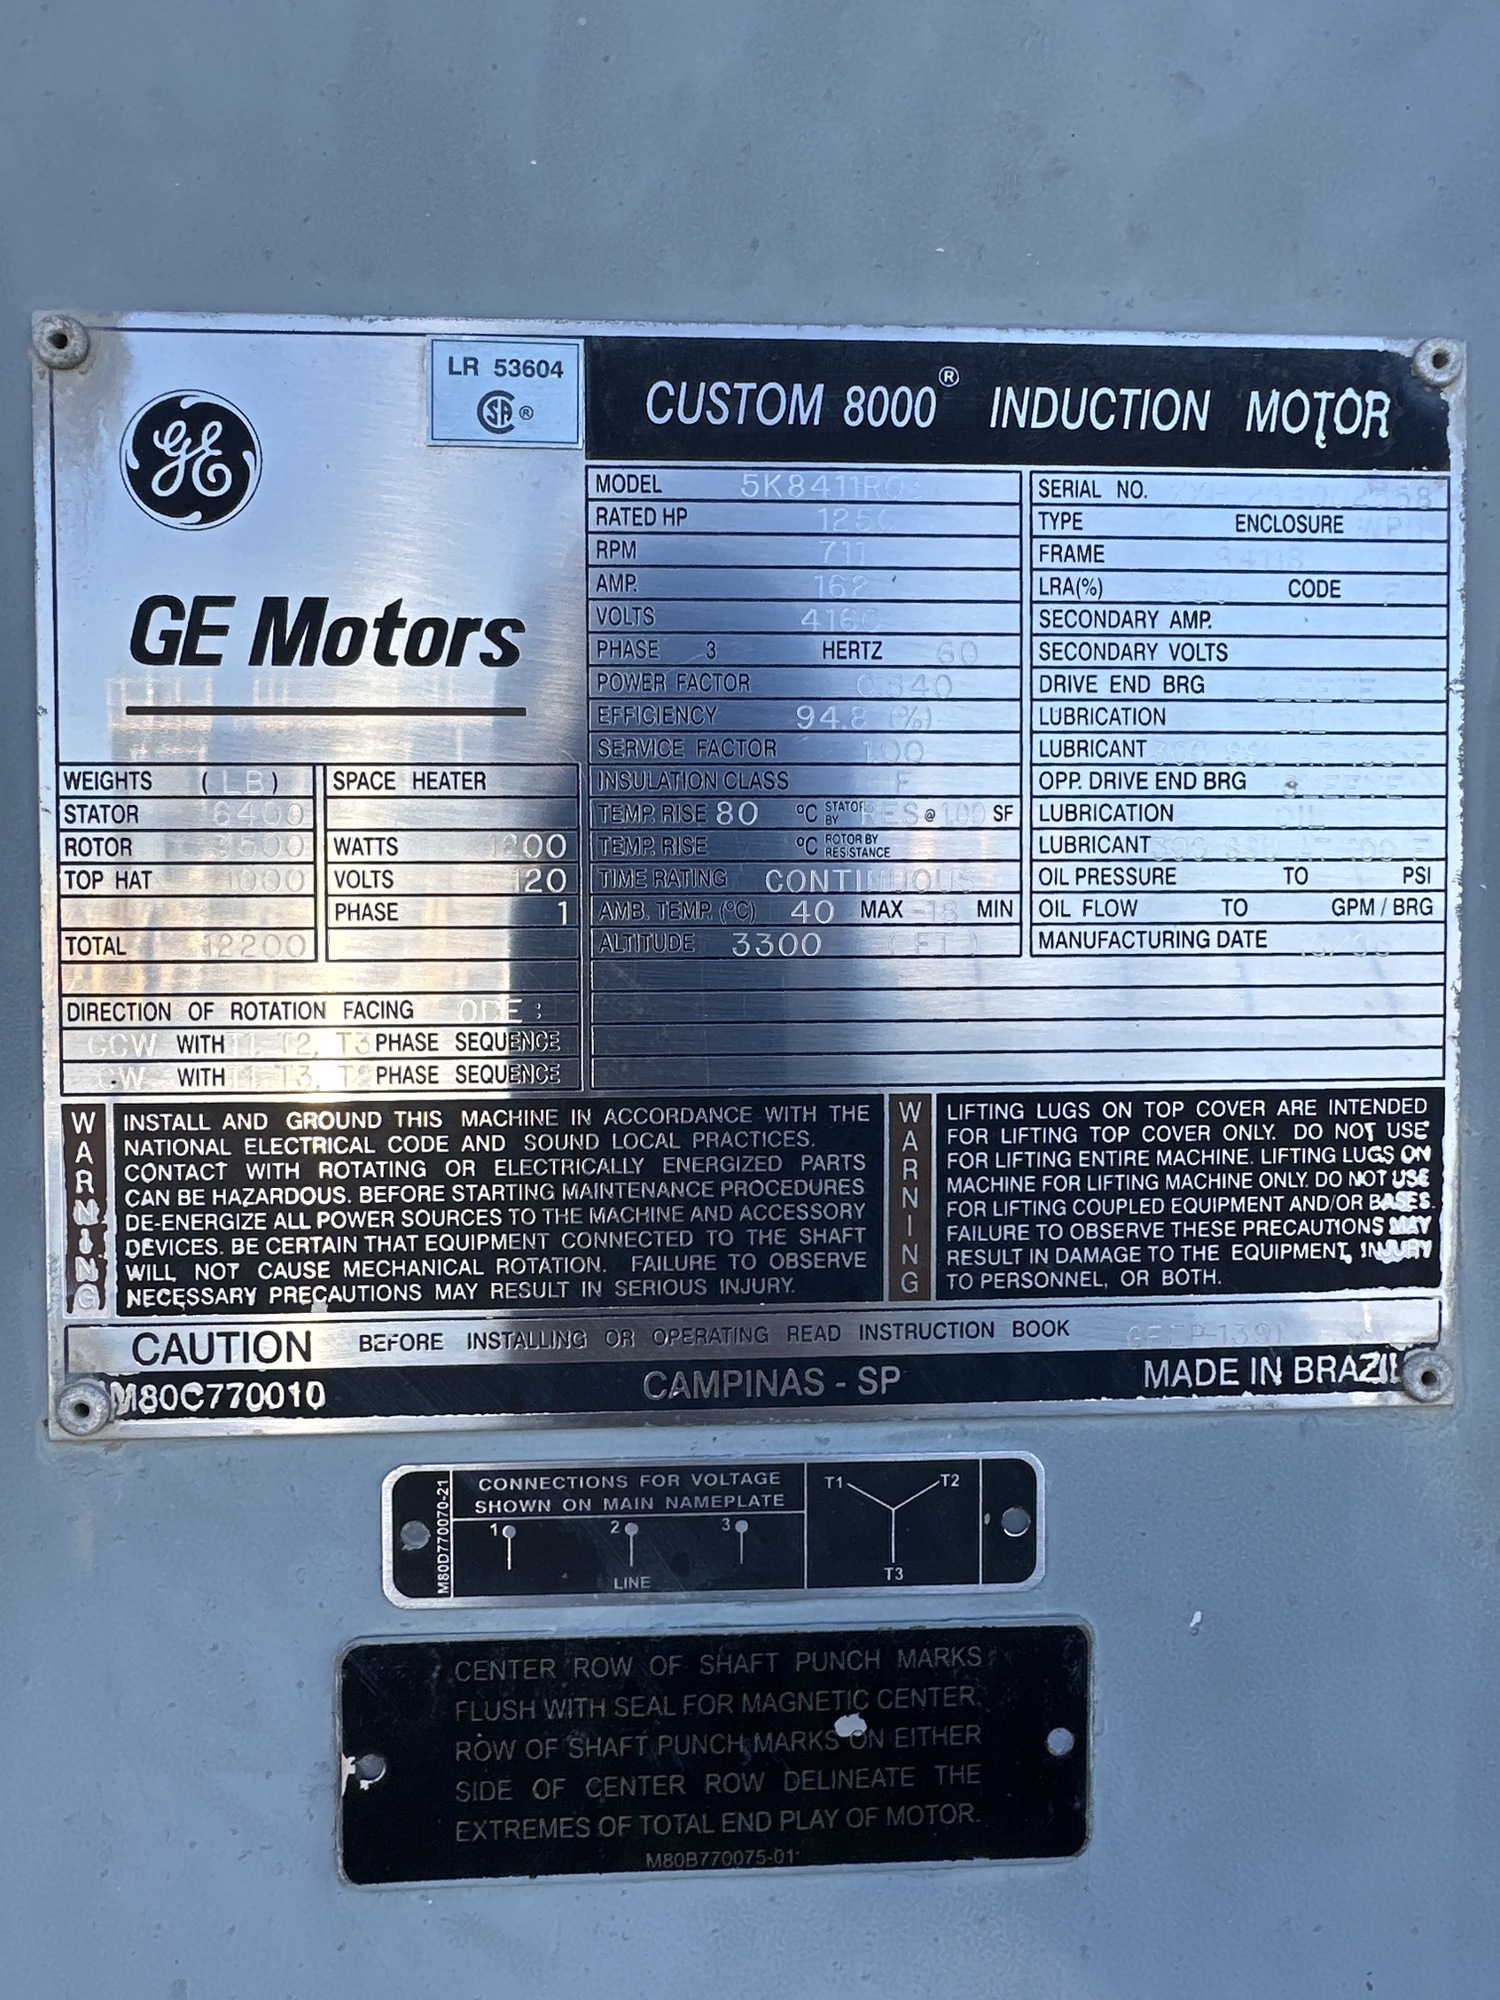 LR 53604
SA ®
GE
CUSTOM 8000® INDUCTION MOTOR
GE Motors
MODEL 5K8411R0
RATED HP 1250
RPM 711
AMP. 162
VOLTS 4160
PHASE 3 HERTZ 60
POWER FACTOR 0.840
EFFICIENCY 94.8 (%)
SERVICE FACTOR 1.00
INSULATION CLASS F
TEMP. RISE 80 °C STATOR BY RES @ 1.00 SF
TEMP. RISE °C ROTOR BY RESISTANCE
TIME RATING CONTINUOUS
AMB. TEMP. (°C) 40 MAX -18 MIN
ALTITUDE 3300 (FT)
SERIAL NO.
TYPE ENCLOSURE
FRAME
LRA(%) CODE
SECONDARY AMP.
SECONDARY VOLTS
DRIVE END BRG SLEEVE
LUBRICATION OIL
LUBRICANT
OPP. DRIVE END BRG SLEEVE
LUBRICATION OIL
LUBRICANT
OIL PRESSURE TO PSI
OIL FLOW TO GPM / BRG
MANUFACTURING DATE
WEIGHTS (LB)
STATOR 6400
ROTOR 3500
TOP HAT 1000
TOTAL 12200
SPACE HEATER
WATTS 1200
VOLTS 120
PHASE 1
DIRECTION OF ROTATION FACING ODE:
CCW WITH T1, T2, T3 PHASE SEQUENCE
CW WITH T1, T3, T2 PHASE SEQUENCE
WARNING
INSTALL AND GROUND THIS MACHINE IN ACCORDANCE WITH THE
NATIONAL ELECTRICAL CODE AND SOUND LOCAL PRACTICES.
CONTACT WITH ROTATING OR ELECTRICALLY ENERGIZED PARTS
CAN BE HAZARDOUS. BEFORE STARTING MAINTENANCE PROCEDURES
DE-ENERGIZE ALL POWER SOURCES TO THE MACHINE AND ACCESSORY
DEVICES. BE CERTAIN THAT EQUIPMENT CONNECTED TO THE SHAFT
WILL NOT CAUSE MECHANICAL ROTATION. FAILURE TO OBSERVE
NECESSARY PRECAUTIONS MAY RESULT IN SERIOUS INJURY.
WARNING
LIFTING LUGS ON TOP COVER ARE INTENDED
FOR LIFTING TOP COVER ONLY. DO NOT USE
FOR LIFTING ENTIRE MACHINE. LIFTING LUGS ON
MACHINE FOR LIFTING MACHINE ONLY. DO NOT USE
FOR LIFTING COUPLED EQUIPMENT AND/OR BASES.
FAILURE TO OBSERVE THESE PRECAUTIONS MAY
RESULT IN DAMAGE TO THE EQUIPMENT, INJURY
TO PERSONNEL, OR BOTH.
CAUTION BEFORE INSTALLING OR OPERATING READ INSTRUCTION BOOK
M80C770010 CAMPINAS - SP MADE IN BRAZIL
M80D770070-21
CONNECTIONS FOR VOLTAGE
SHOWN ON MAIN NAMEPLATE
1 2 3
LINE
T1 T2
T3
CENTER ROW OF SHAFT PUNCH MARKS
FLUSH WITH SEAL FOR MAGNETIC CENTER.
ROW OF SHAFT PUNCH MARKS ON EITHER
SIDE OF CENTER ROW DELINEATE THE
EXTREMES OF TOTAL END PLAY OF MOTOR.
M80B770075-01